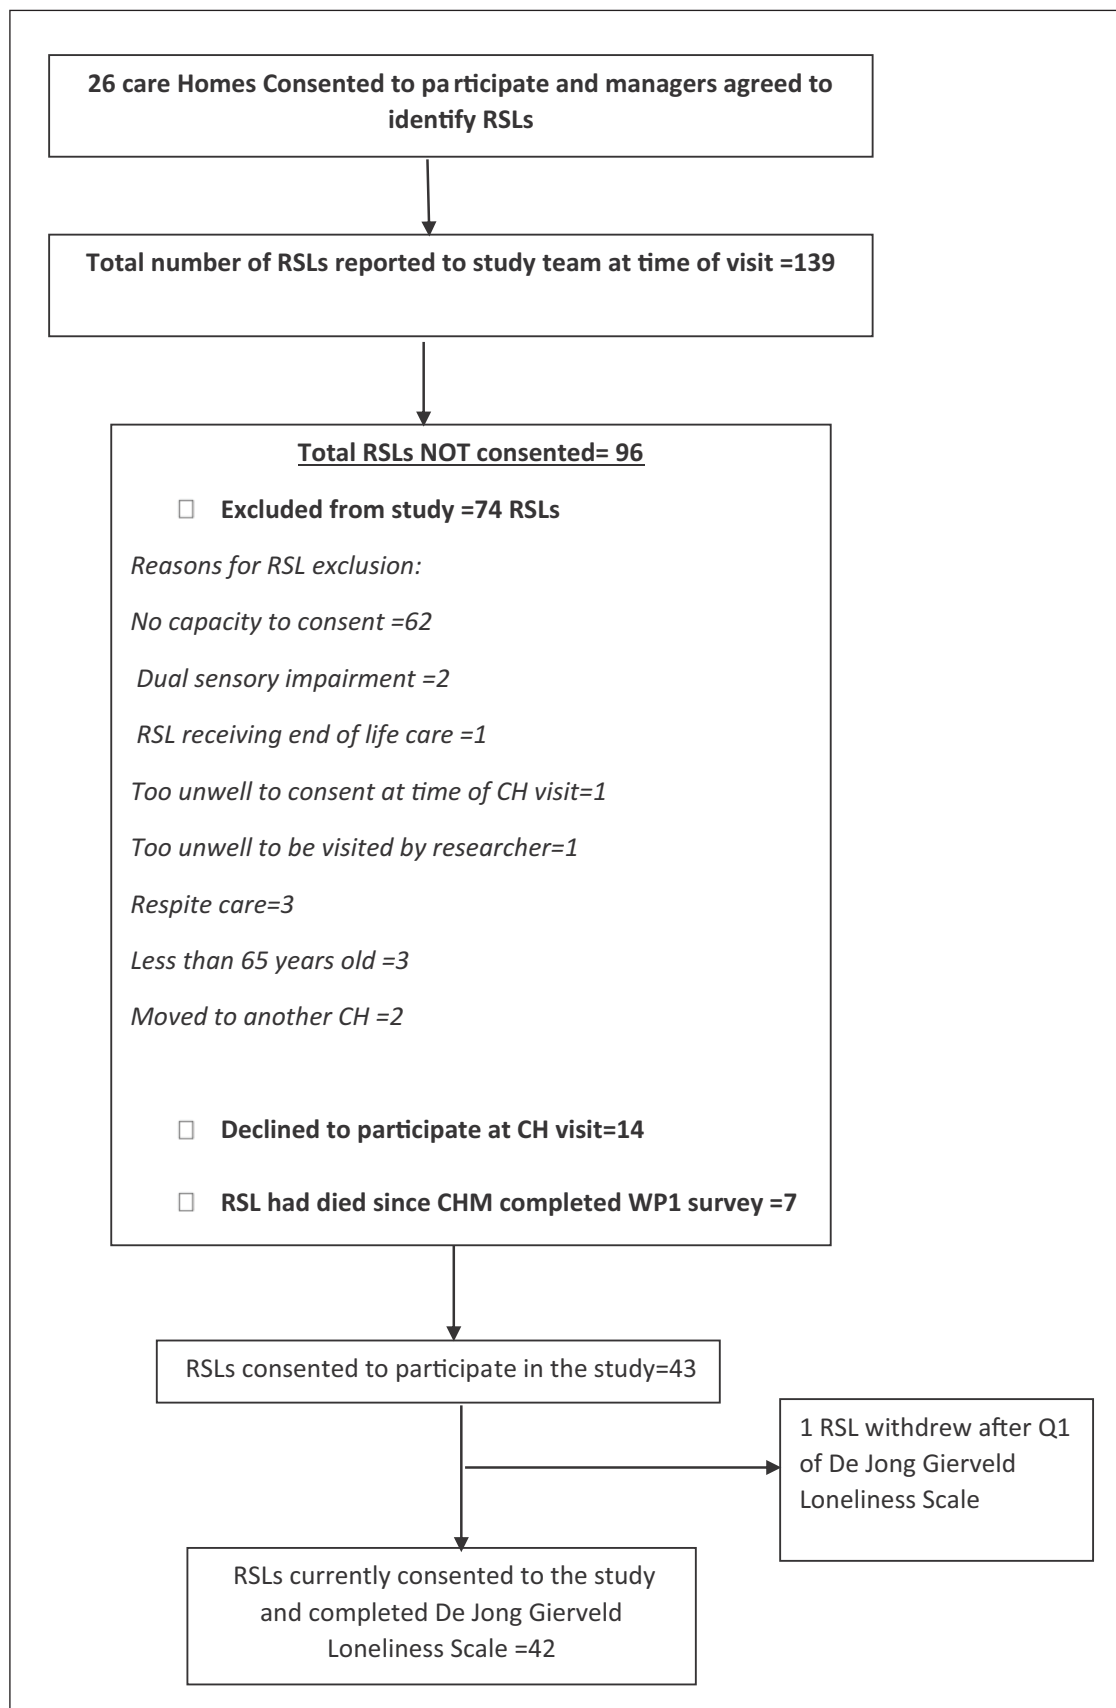 26 care Homes Consented to participate and managers agreed to
identify RSLs
Total number of RSLs reported to study team at time of visit =139
Total RSLs NOT consented= 96
Excluded from study =74 RSLs
Reasons for RSL exclusion:
No capacity to consent =62
Dual sensory impairment =2
RSL receiving end of life care =1
Too unwell to consent at time of CH visit=1
Too unwell to be visited by researcher=1
Respite care=3
Less than 65 years old =3
Moved to another CH =2
Declined to participate at CH visit=14
RSL had died since CHM completed WP1 survey =7
RSLs consented to participate in the study=43
1 RSL withdrew after Q1
of De Jong Gierveld
Loneliness Scale
RSLs currently consented to the study
and completed De Jong Gierveld
Loneliness Scale =42